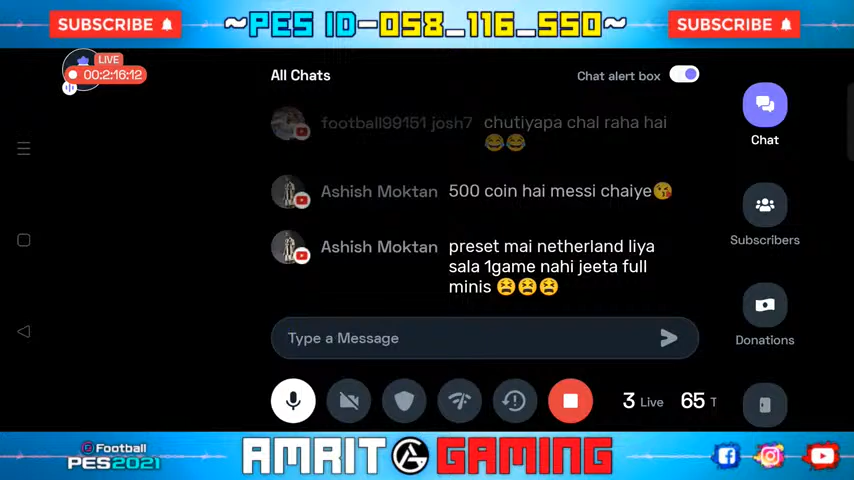 SUBSCRIBE
~PES ID-058_116_550~
SUBSCRIBE
LIVE
00:2:16:12
All Chats
Chat alert box
football99151 josh7 chutiyapa chal raha hai
😂😂
Chat
Ashish Moktan 500 coin hai messi chaiye😘
Ashish Moktan preset mai netherland liya
sala 1game nahi jeeta full
minis 😫😫😫
Subscribers
Donations
Type a Message
3 Live 65 T
eFootball
PES2021
AMRIT GAMING